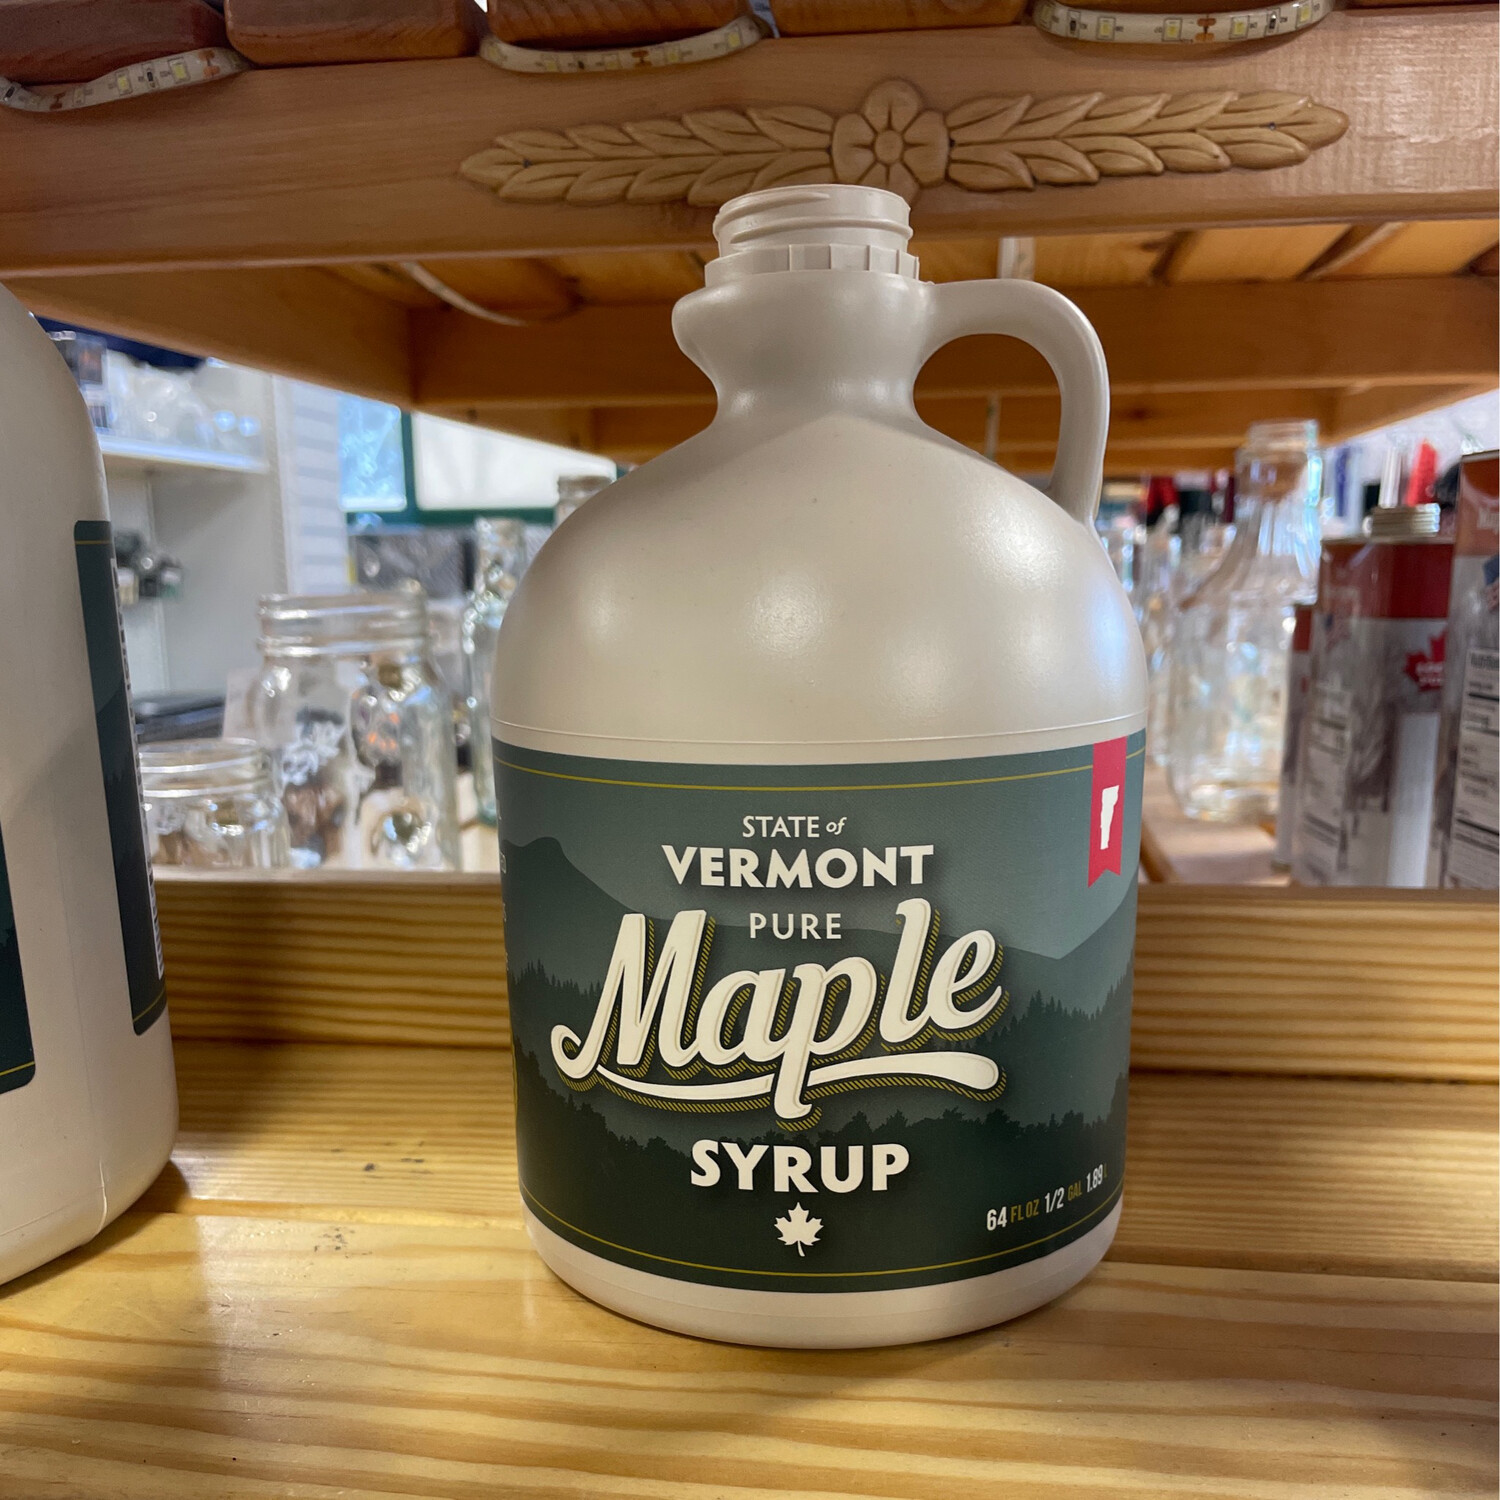 STATE of
VERMONT
PURE
Maple
SYRUP
64 FL OZ 1/2 GAL 1.89 L